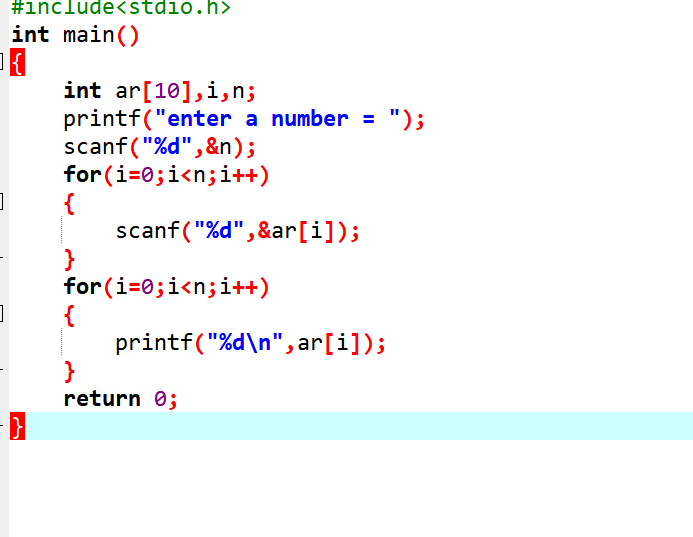 #include<stdio.h>
int main()
{
    int ar[10],i,n;
    printf("enter a number = ");
    scanf("%d",&n);
    for(i=0;i<n;i++)
    {
        scanf("%d",&ar[i]);
    }
    for(i=0;i<n;i++)
    {
        printf("%d\n",ar[i]);
    }
    return 0;
}